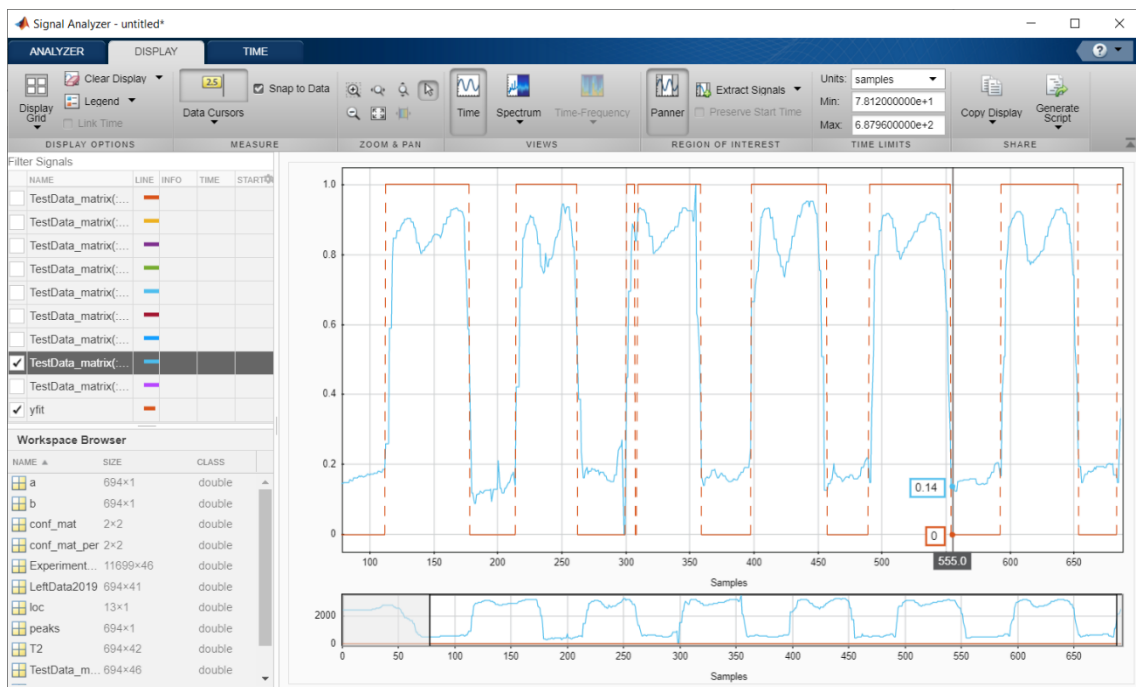 Signal Analyzer - untitled*
ANALYZER DISPLAY TIME
?
Display Grid
Clear Display
Legend
Link Time
DISPLAY OPTIONS
2.5
Data Cursors
Snap to Data
MEASURE
ZOOM & PAN
Time
Spectrum
Time-Frequency
VIEWS
Panner
Extract Signals
Preserve Start Time
REGION OF INTEREST
Units: samples
Min: 7.812000000e+1
Max: 6.879600000e+2
TIME LIMITS
Copy Display
Generate Script
SHARE
Filter Signals
NAME LINE INFO TIME START
TestData_matrix(:...
TestData_matrix(:...
TestData_matrix(:...
TestData_matrix(:...
TestData_matrix(:...
TestData_matrix(:...
TestData_matrix(:...
TestData_matrix(:...
TestData_matrix(:...
yfit
Workspace Browser
NAME SIZE CLASS
a 694×1 double
b 694×1 double
conf_mat 2×2 double
conf_mat_per 2×2 double
Experiment... 11699×46 double
LeftData2019 694×41 double
loc 13×1 double
peaks 694×1 double
T2 694×42 double
TestData_m... 694×46 double
1.0
0.8
0.6
0.4
0.2
0
0.14
0
555.0
100 150 200 250 300 350 400 450 500 600 650
Samples
2000
0
0 50 100 150 200 250 300 350 400 450 500 550 600 650
Samples